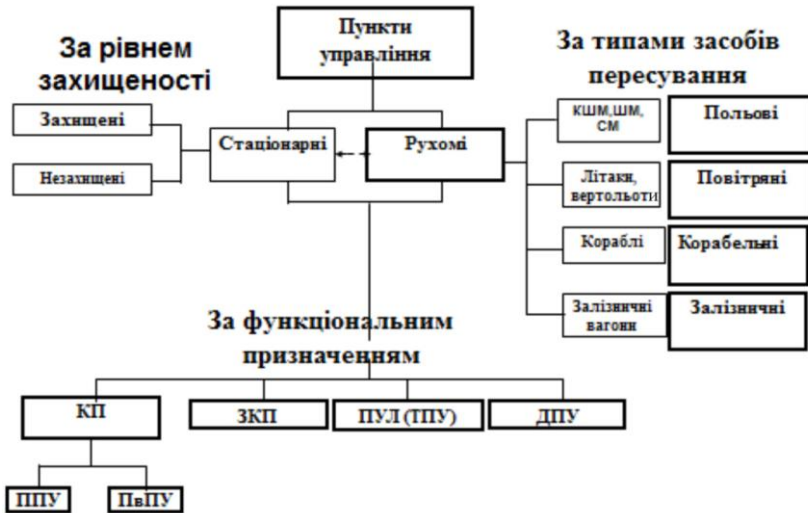 Пункти
управління
За рівнем
захищеності
За типами засобів
пересування
Захищені
Незахищені
Стаціонарні
Рухомі
КШМ,ШМ,
СМ
Польові
Літаки,
вертольоти
Повітряні
Кораблі
Корабельні
Залізничні
вагони
Залізничні
За функціональним
призначенням
КП
ЗКП
ПУЛ (ТПУ)
ДПУ
ППУ
ПвПУ